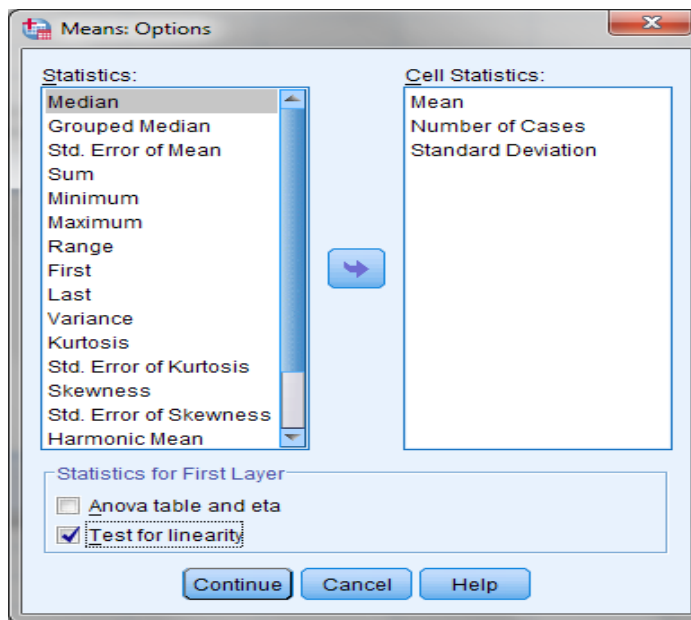 Means: Options
Statistics:
Median
Grouped Median
Std. Error of Mean
Sum
Minimum
Maximum
Range
First
Last
Variance
Kurtosis
Std. Error of Kurtosis
Skewness
Std. Error of Skewness
Harmonic Mean
Cell Statistics:
Mean
Number of Cases
Standard Deviation
Statistics for First Layer
Anova table and eta
Test for linearity
Continue
Cancel
Help